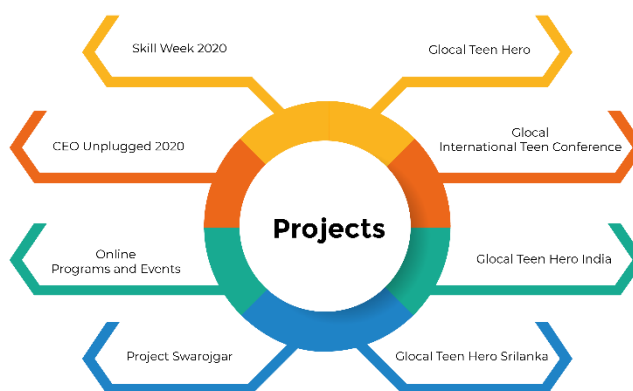 Skill Week 2020
Glocal Teen Hero
CEO Unplugged 2020
Glocal
International Teen Conference
Projects
Online
Programs and Events
Glocal Teen Hero India
Project Swarojgar
Glocal Teen Hero Srilanka